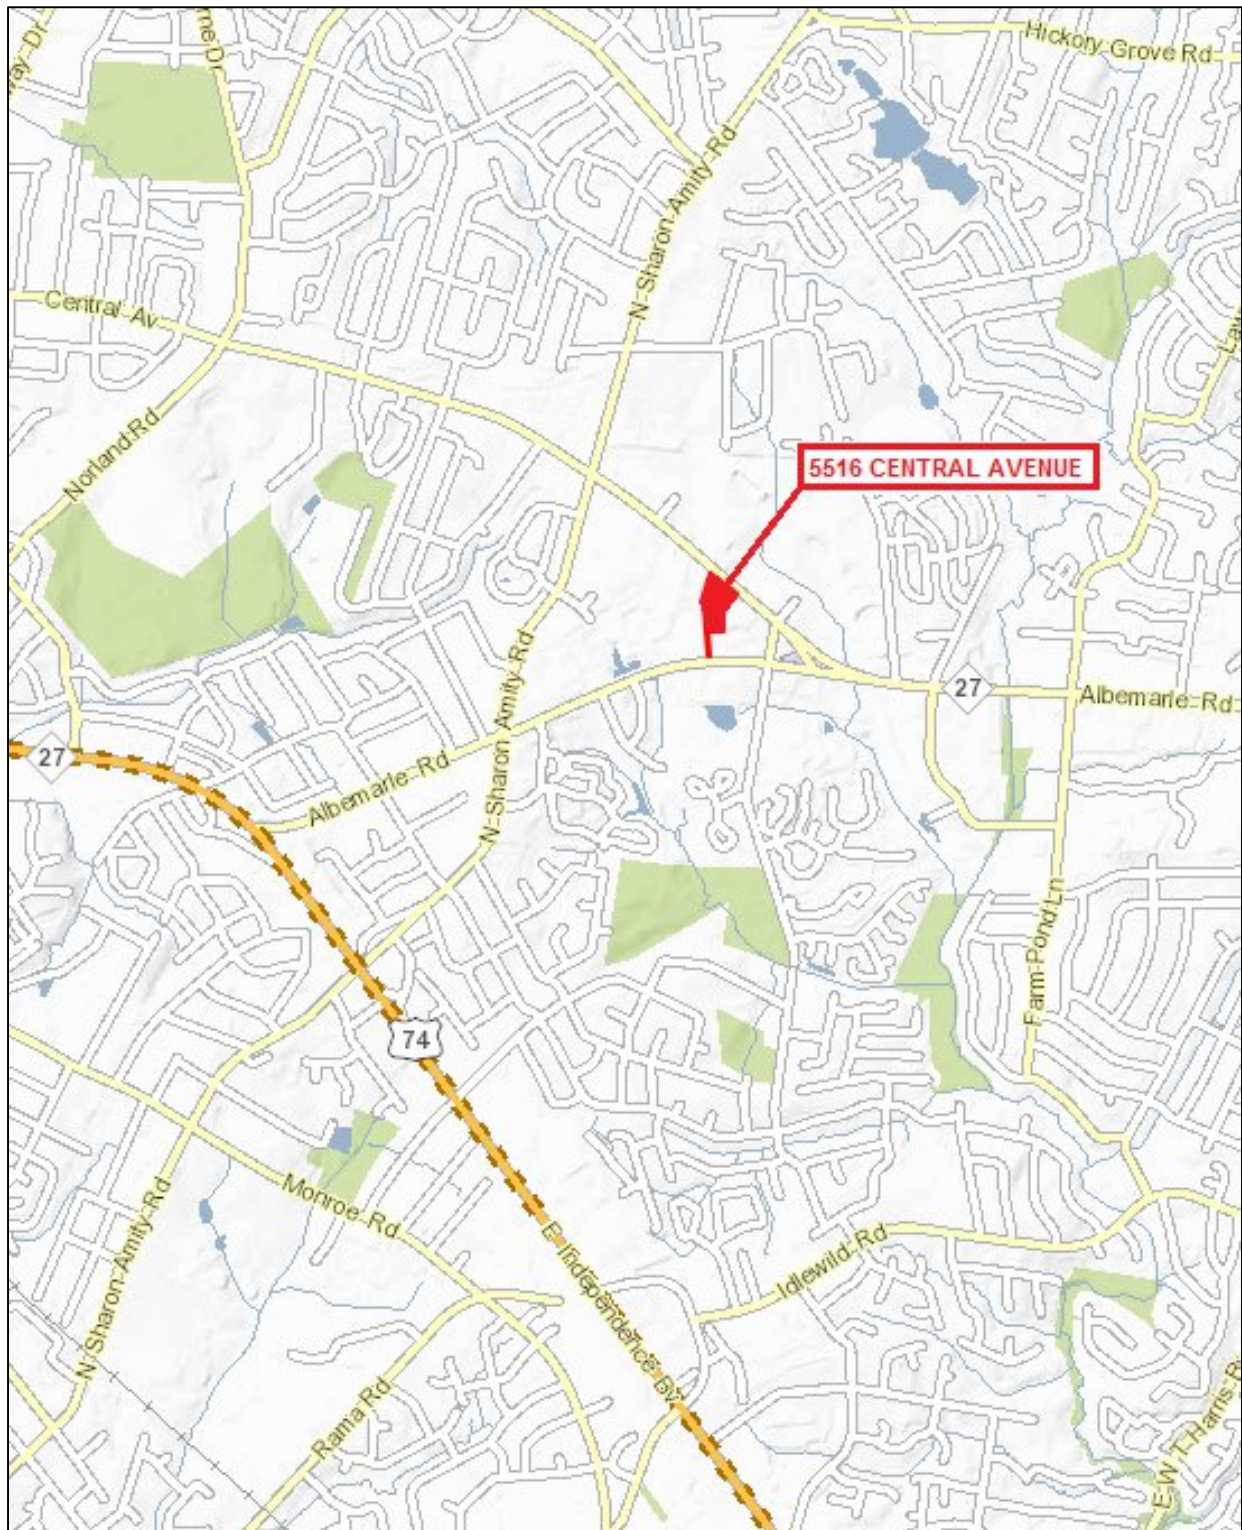 Hickory Grove Rd
N Sharon Amity Rd
Central Av
Norland Rd
5516 CENTRAL AVENUE
27
Albemarle Rd
N Sharon Amity Rd
27
Albemarle Rd
Farm Pond Ln
74
Monroe Rd
N Sharon Amity Rd
E Independence Bv
Idlewild Rd
Rama Rd
E W T Harris